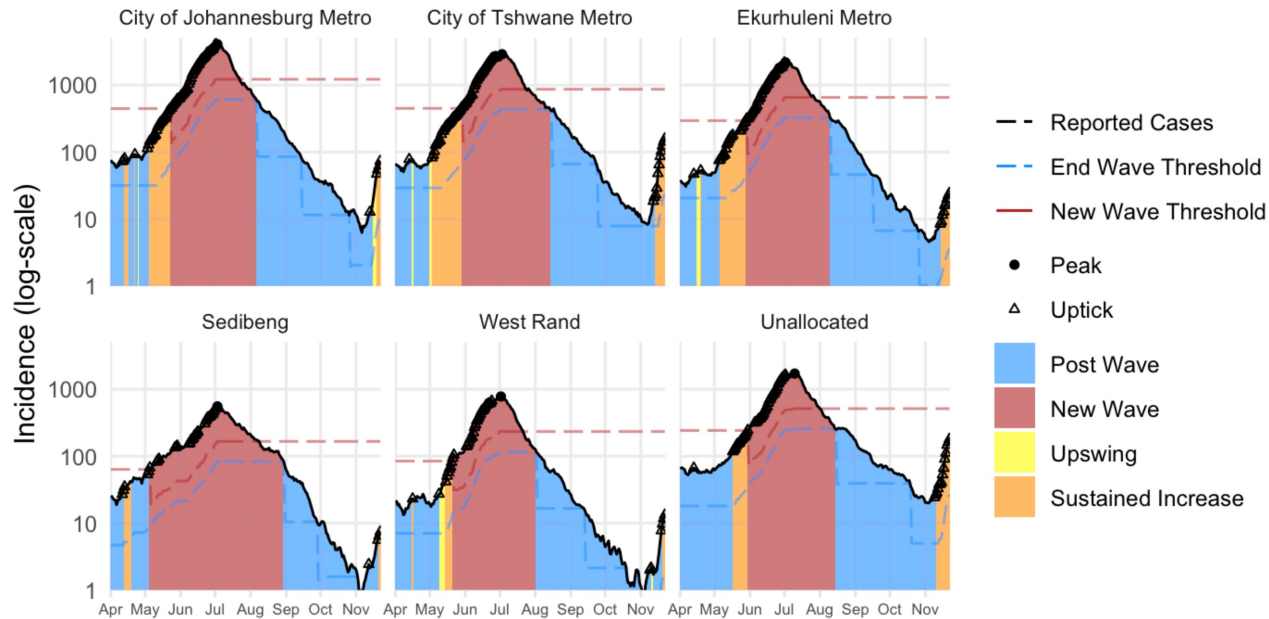 City of Johannesburg Metro
City of Tshwane Metro
Ekurhuleni Metro
1000
100
10
1
Sedibeng
West Rand
Unallocated
1000
100
10
1
Apr May Jun Jul Aug Sep Oct Nov
Apr May Jun Jul Aug Sep Oct Nov
Apr May Jun Jul Aug Sep Oct Nov
Incidence (log-scale)
Reported Cases
End Wave Threshold
New Wave Threshold
Peak
Uptick
Post Wave
New Wave
Upswing
Sustained Increase